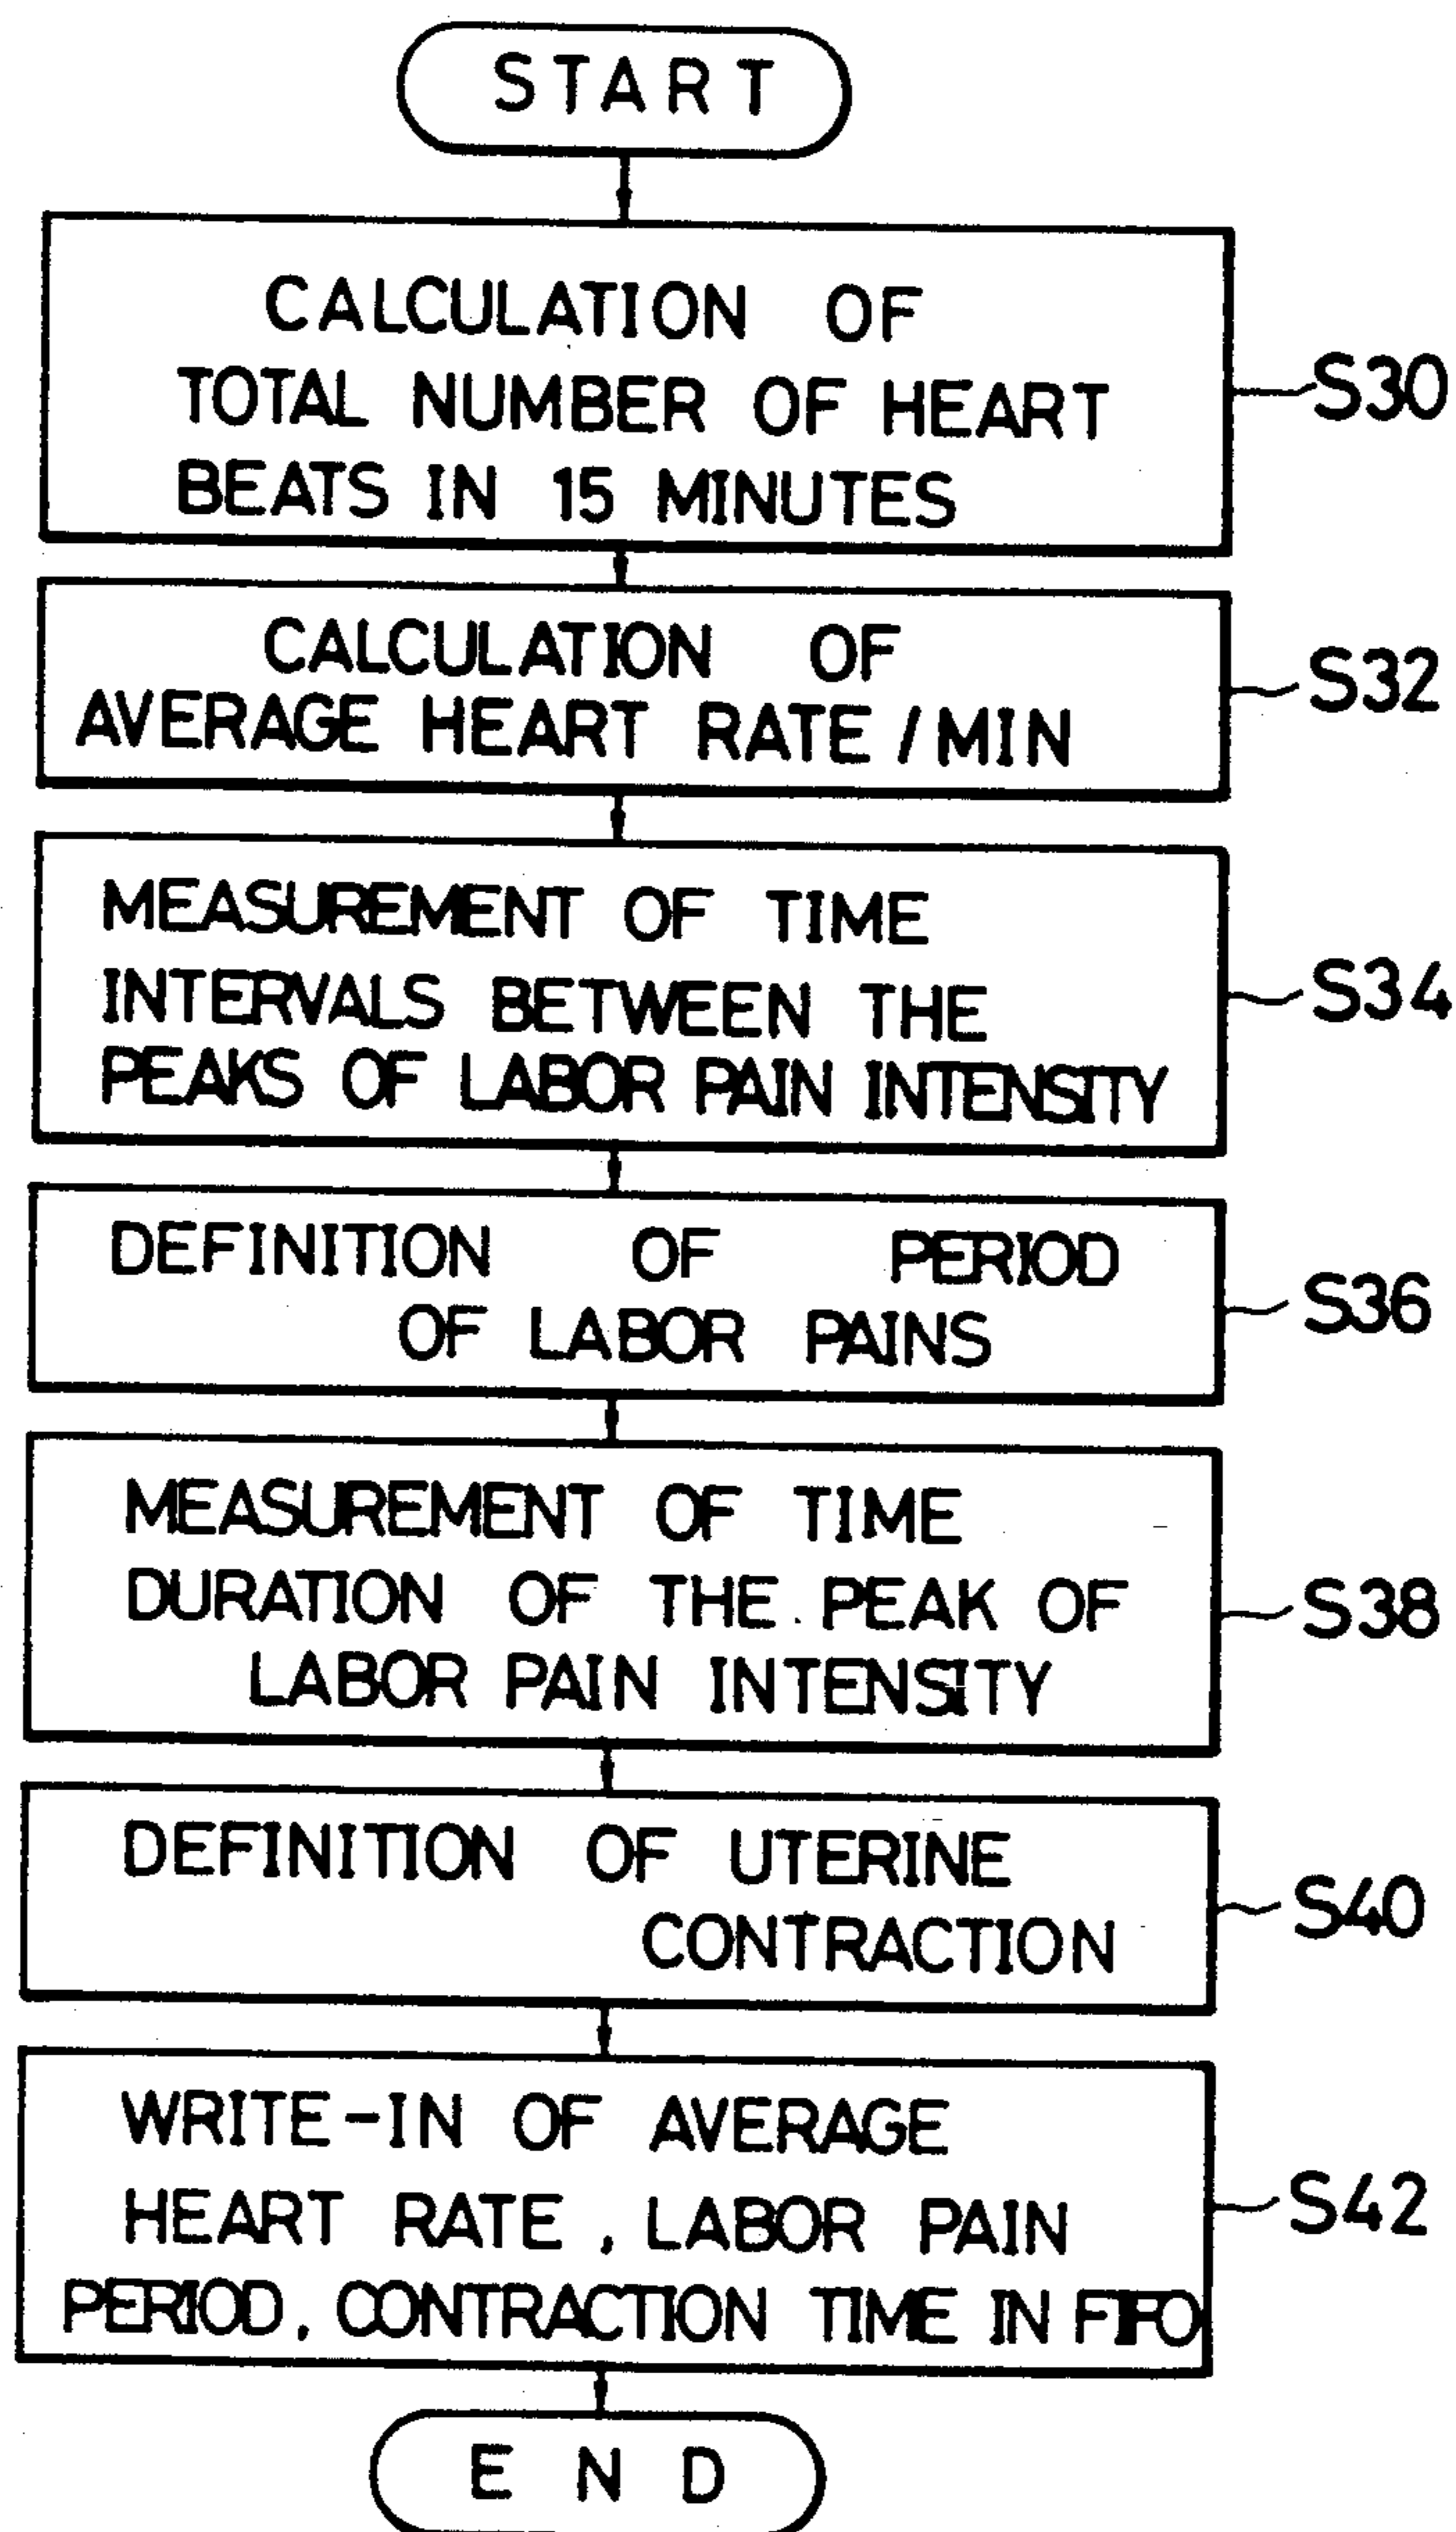 START
CALCULATION OF
TOTAL NUMBER OF HEART
BEATS IN 15 MINUTES
S30
CALCULATION OF
AVERAGE HEART RATE / MIN
S32
MEASUREMENT OF TIME
INTERVALS BETWEEN THE
PEAKS OF LABOR PAIN INTENSITY
S34
DEFINITION OF PERIOD
OF LABOR PAINS
S36
MEASUREMENT OF TIME
DURATION OF THE PEAK OF
LABOR PAIN INTENSITY
S38
DEFINITION OF UTERINE
CONTRACTION
S40
WRITE-IN OF AVERAGE
HEART RATE, LABOR PAIN
PERIOD, CONTRACTION TIME IN FIFO
S42
END